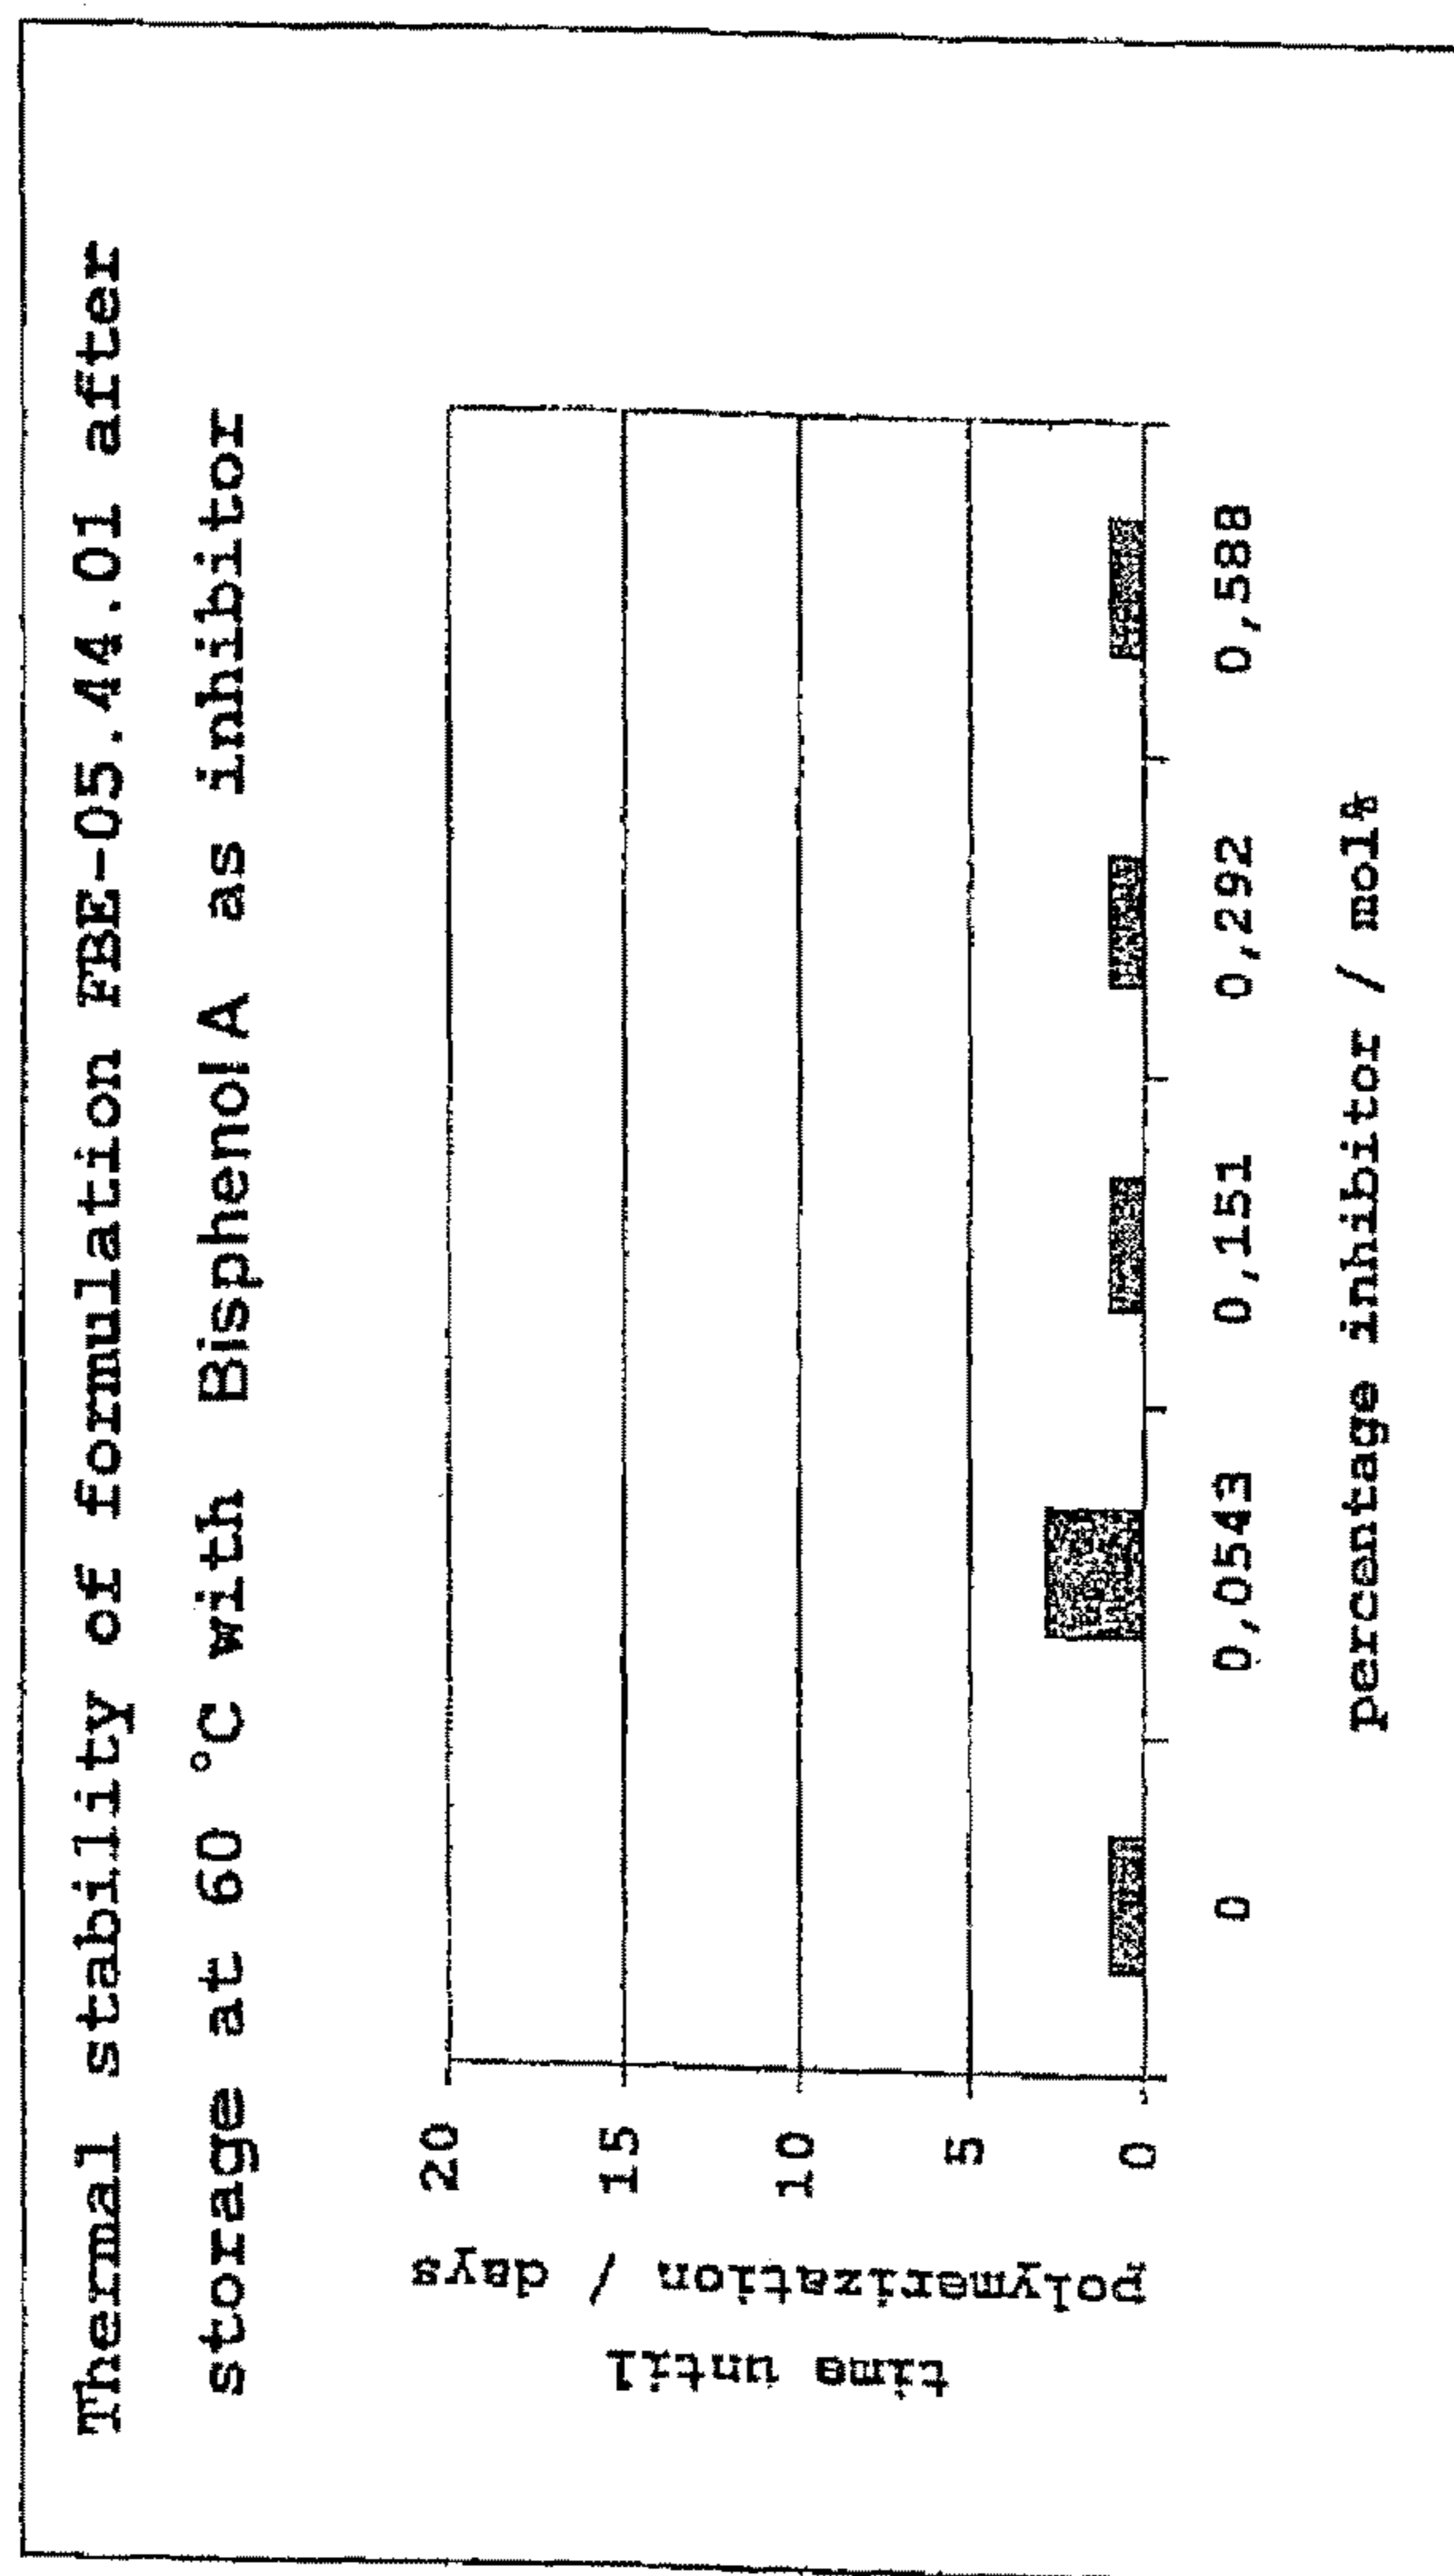 Thermal stability of formulation FBE-05.44.01 after
storage at 60 °C with Bisphenol A as inhibitor
time until
polymerization / days
20
15
10
5
0
0 0,0543 0,151 0,292 0,588
percentage inhibitor / mol%